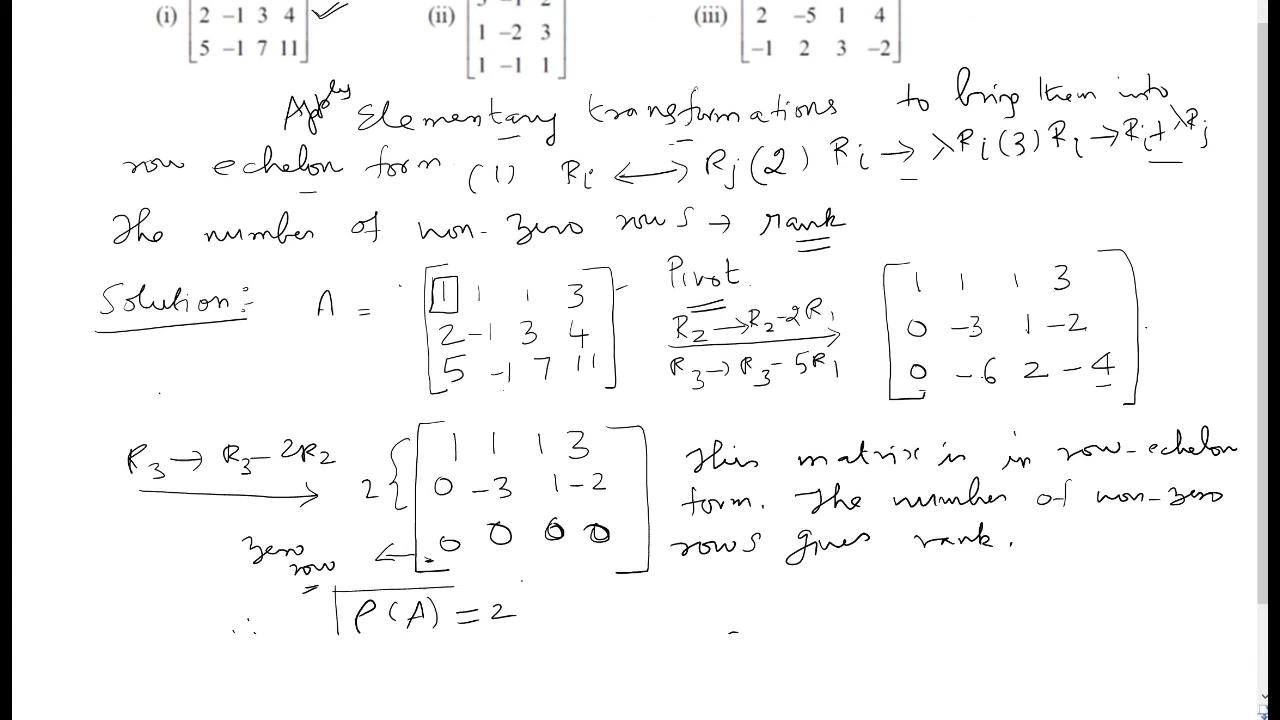 (i) 2 -1 3 4 (ii) 1 -2 3 (iii) 2 -5 1 4
5 -1 7 11 1 -1 1 -1 2 3 -2
Apply Elementary transformations to bring them into
row echelon form (1) Ri ⟷ Rj (2) Ri → λRi (3) Ri → Ri + λRj
The number of non-zero rows → rank
Solution:- A = [1 1 1 3 Pivot [1 1 1 3
2 -1 3 4 R2 → R2 - 2R1 0 -3 1 -2
5 -1 7 11] R3 → R3 - 5R1 0 -6 2 -4]
R3 → R3 - 2R2 2 { [1 1 1 3 This matrix is in row-echelon
0 -3 1 -2 form. The number of non-zero
zero row ← 0 0 0 0] rows gives rank.
∴ ρ(A) = 2